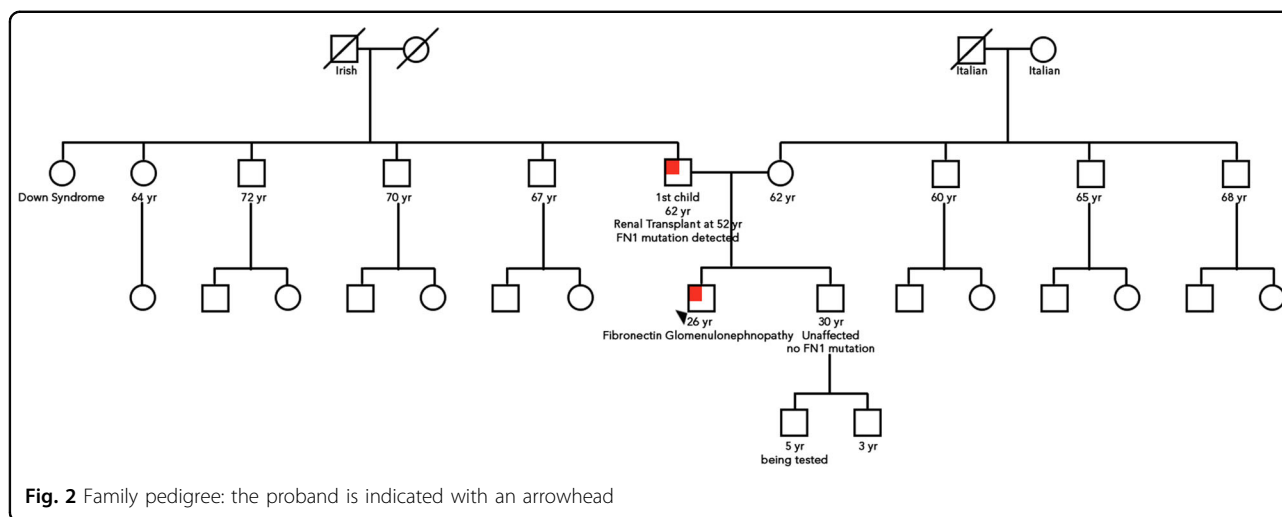 Irish
Italian
Italian
Down Syndrome
64 yr
72 yr
70 yr
67 yr
1st child
62 yr
Renal Transplant at 52 yr
FN1 mutation detected
62 yr
60 yr
65 yr
68 yr
26 yr
Fibronectin Glomenulonephnopathy
30 yr
Unaffected
no FN1 mutation
5 yr
being tested
3 yr
Fig. 2 Family pedigree: the proband is indicated with an arrowhead